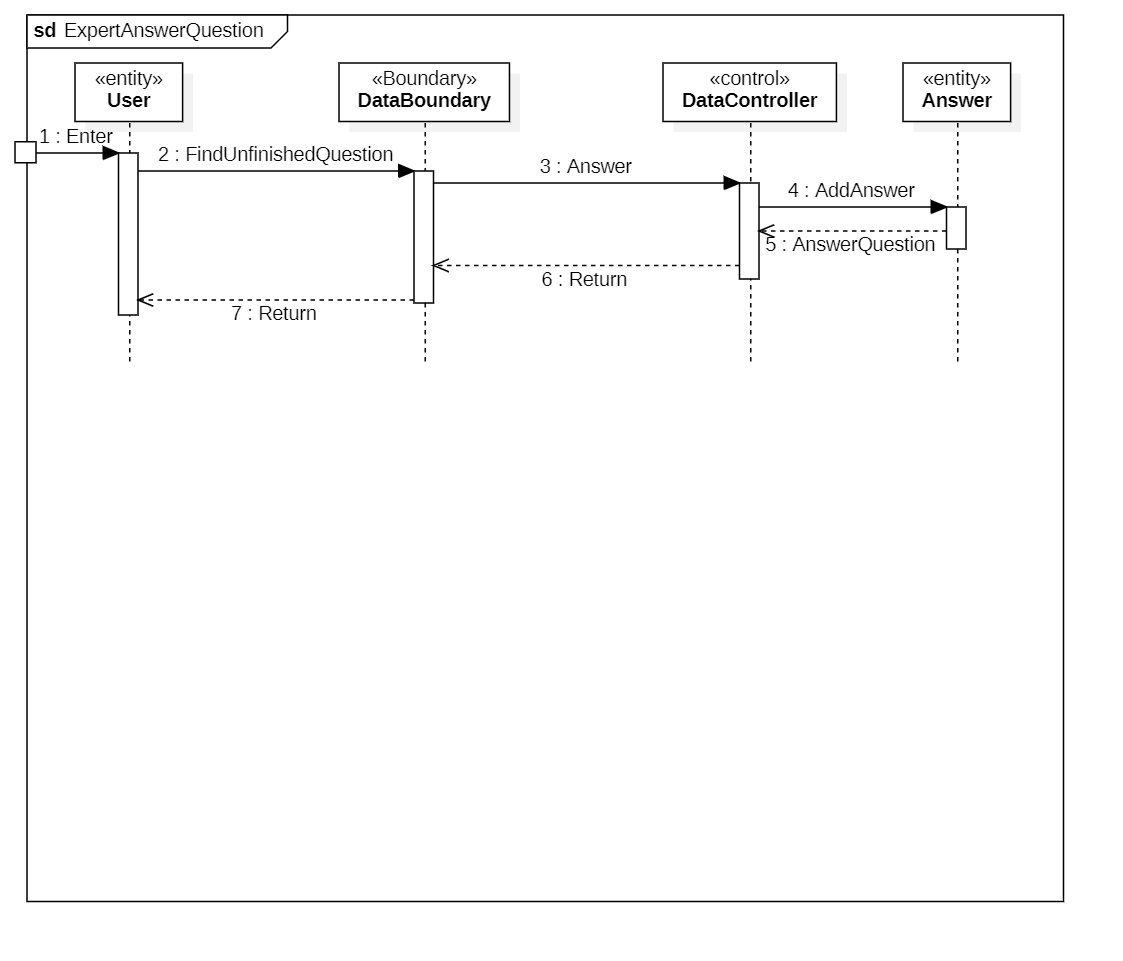 sd ExpertAnswerQuestion
«entity»
User
«Boundary»
DataBoundary
«control»
DataController
«entity»
Answer
1 : Enter
2 : FindUnfinishedQuestion
3 : Answer
4 : AddAnswer
5 : AnswerQuestion
6 : Return
7 : Return